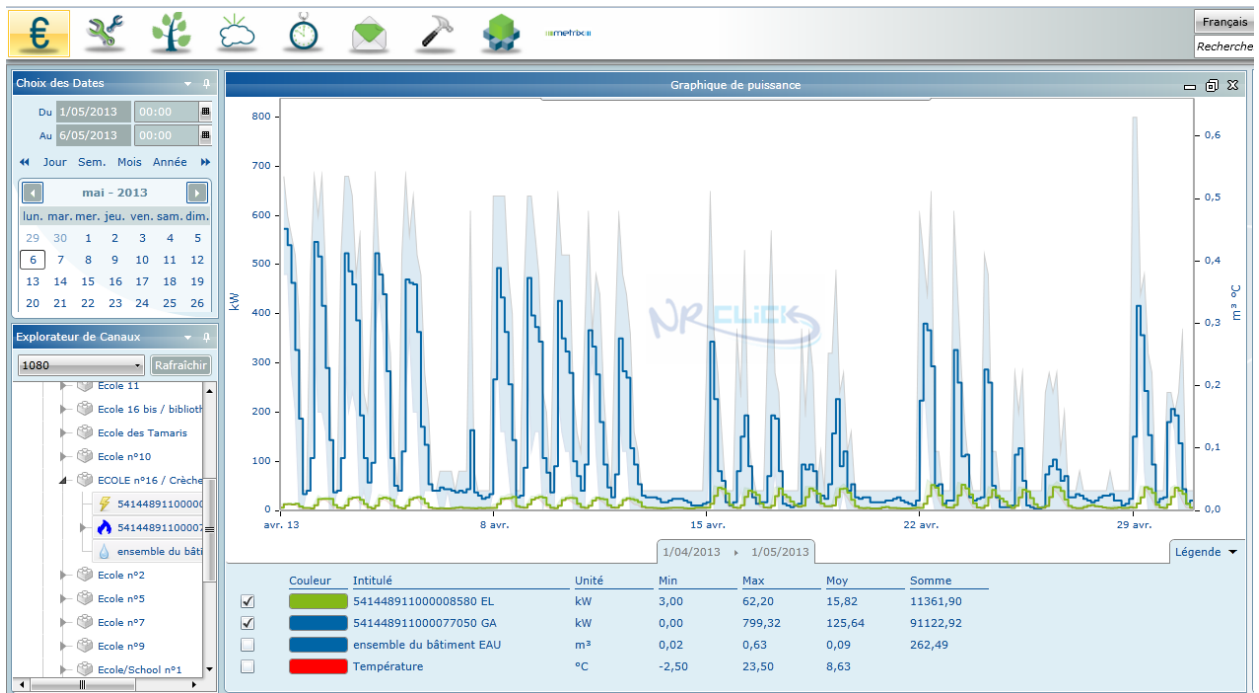 €
metrix
Français
Recherche
Choix des Dates
Du 1/05/2013 00:00
Au 6/05/2013 00:00
Jour Sem. Mois Année
mai - 2013
lun. mar. mer. jeu. ven. sam. dim.
29 30 1 2 3 4 5
6 7 8 9 10 11 12
13 14 15 16 17 18 19
20 21 22 23 24 25 26
Explorateur de Canaux
1080 Rafraîchir
Ecole 11
Ecole 16 bis / biblioth
Ecole des Tamaris
Ecole n°10
ECOLE n°16 / Crèche
54144891100000
54144891100007
ensemble du bâti
Ecole n°2
Ecole n°5
Ecole n°7
Ecole n°9
Ecole/School n°1
Graphique de puissance
800
700
600
500
400
300
200
100
0
kW
NR CLiCK
0,6
0,5
0,4
0,3
0,2
0,1
0,0
m³ °C
avr. 13 8 avr. 15 avr. 22 avr. 29 avr.
1/04/2013 1/05/2013
Légende
Couleur Intitulé Unité Min Max Moy Somme
541448911000008580 EL kW 3,00 62,20 15,82 11361,90
541448911000077050 GA kW 0,00 799,32 125,64 91122,92
ensemble du bâtiment EAU m³ 0,02 0,63 0,09 262,49
Température °C -2,50 23,50 8,63